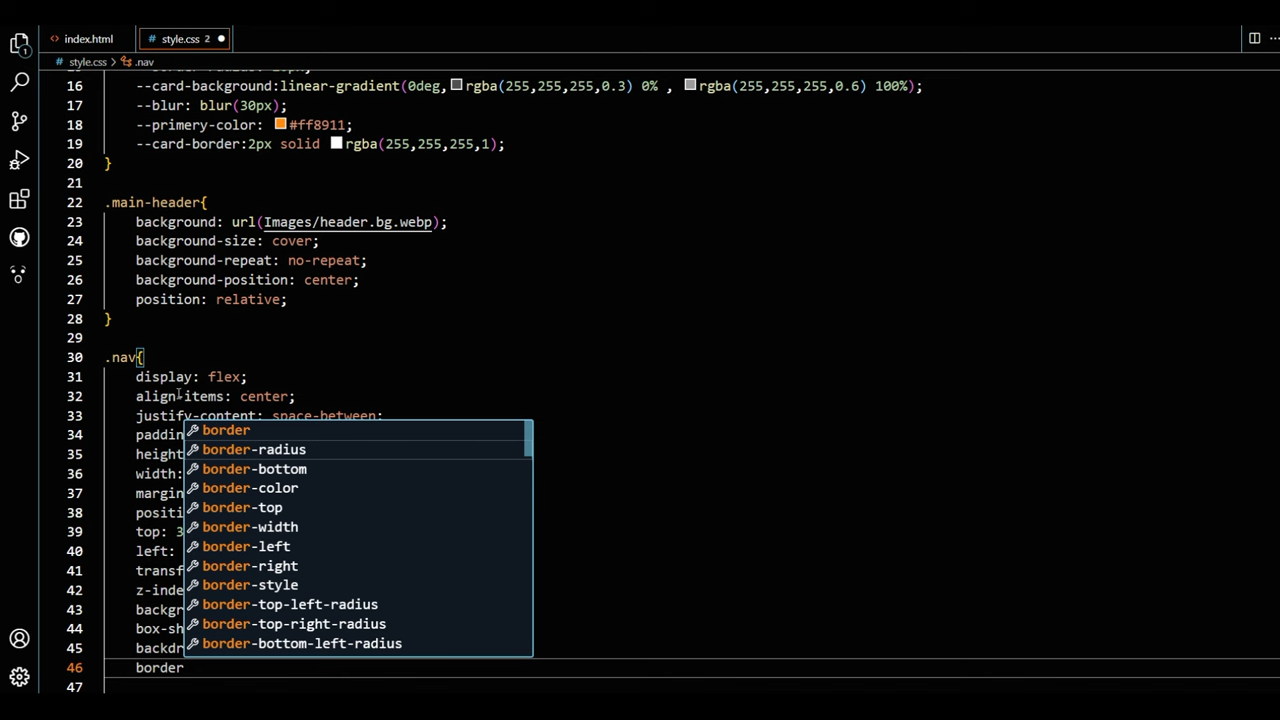 index.html
style.css 2
style.css > .nav
16 --card-background:linear-gradient(0deg, rgba(255,255,255,0.3) 0% , rgba(255,255,255,0.6) 100%);
17 --blur: blur(30px);
18 --primery-color: #ff8911;
19 --card-border:2px solid rgba(255,255,255,1);
20 }
21
22 .main-header{
23 background: url(Images/header.bg.webp);
24 background-size: cover;
25 background-repeat: no-repeat;
26 background-position: center;
27 position: relative;
28 }
29
30 .nav{
31 display: flex;
32 align-items: center;
33 justify-content: space-between;
34 paddin
35 height
36 width:
37 margin
38 positi
39 top: 3
40 left:
41 transf
42 z-inde
43 backgr
44 box-sh
45 backdr
46 border
47
border
border-radius
border-bottom
border-color
border-top
border-width
border-left
border-right
border-style
border-top-left-radius
border-top-right-radius
border-bottom-left-radius
1